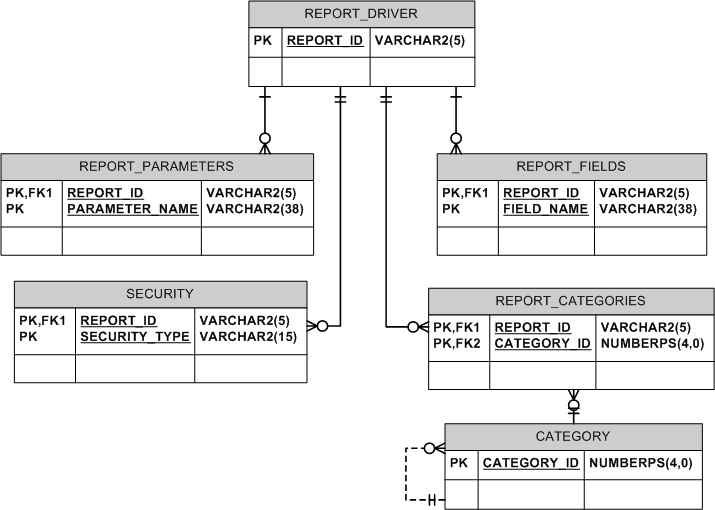 REPORT_DRIVER
PK REPORT_ID VARCHAR2(5)
REPORT_PARAMETERS
PK,FK1 REPORT_ID VARCHAR2(5)
PK PARAMETER_NAME VARCHAR2(38)
REPORT_FIELDS
PK,FK1 REPORT_ID VARCHAR2(5)
PK FIELD_NAME VARCHAR2(38)
SECURITY
PK,FK1 REPORT_ID VARCHAR2(5)
PK SECURITY_TYPE VARCHAR2(15)
REPORT_CATEGORIES
PK,FK1 REPORT_ID VARCHAR2(5)
PK,FK2 CATEGORY_ID NUMBERPS(4,0)
CATEGORY
PK CATEGORY_ID NUMBERPS(4,0)